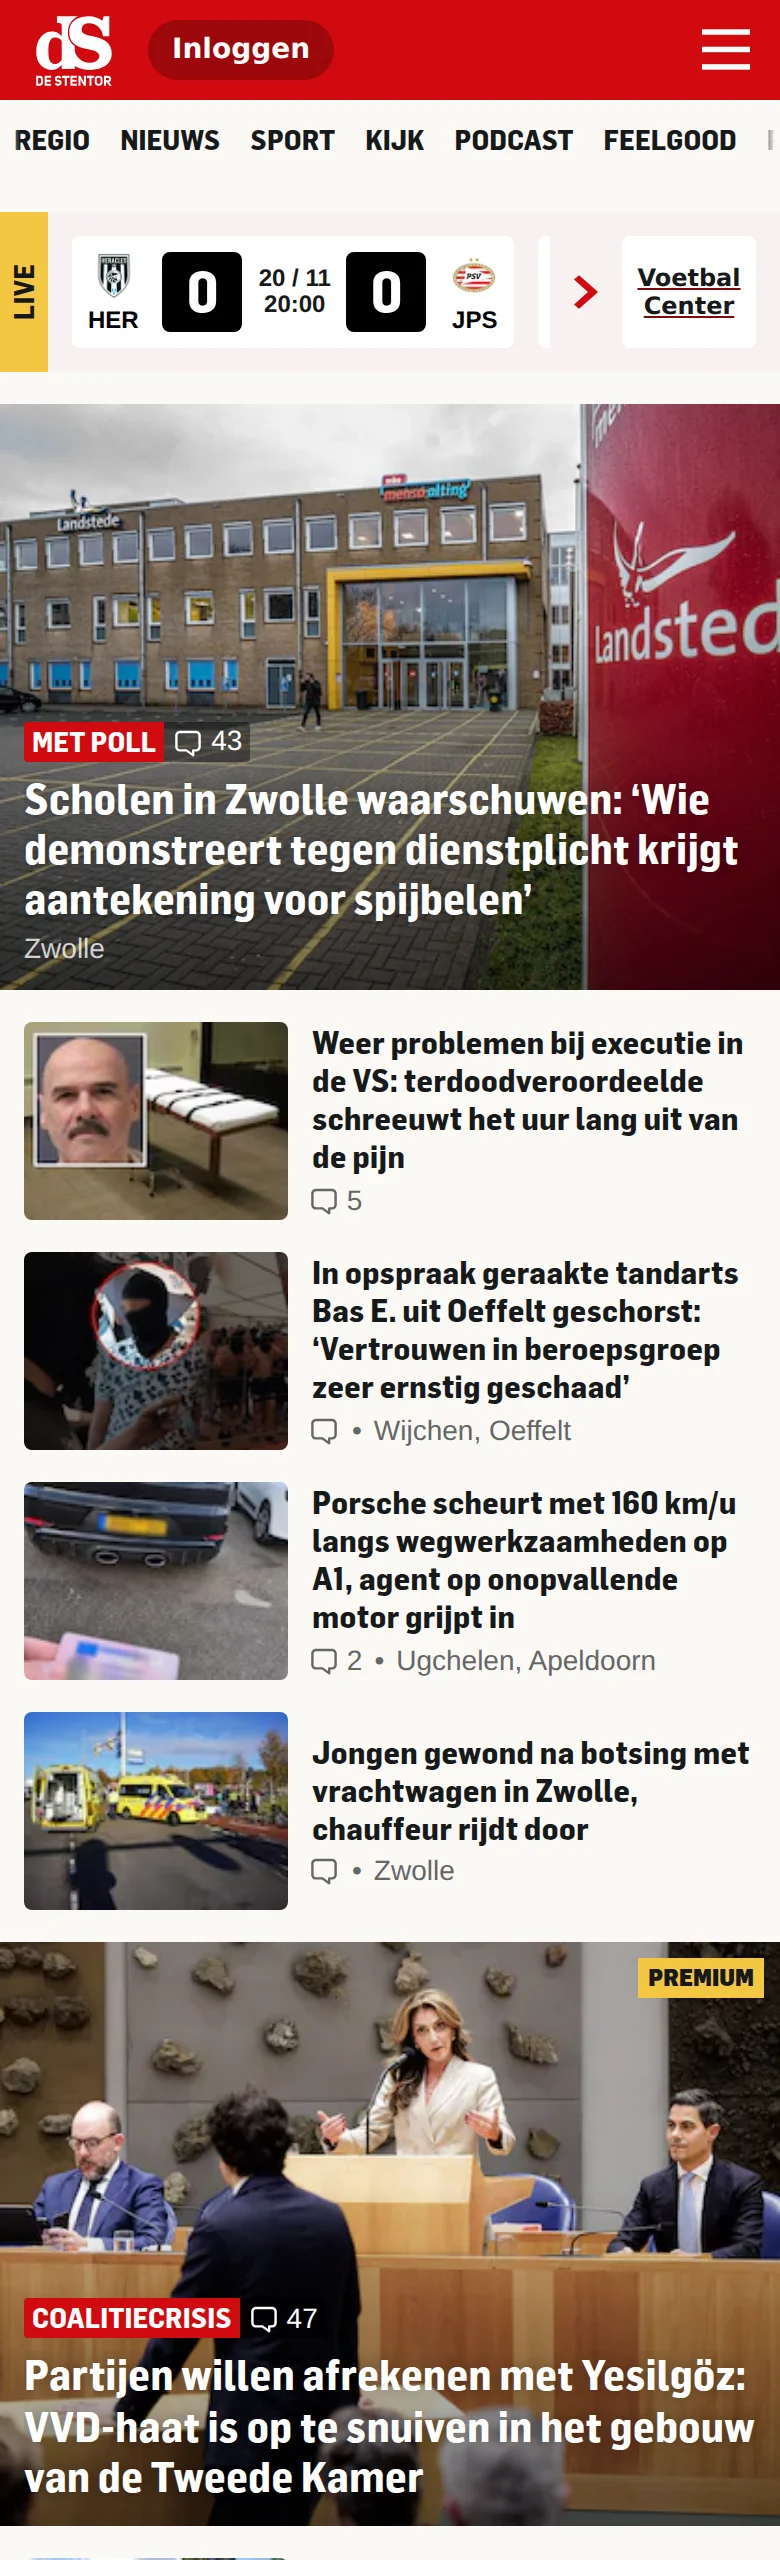 dS
DE STENTOR
Inloggen
REGIO NIEUWS SPORT KIJK PODCAST FEELGOOD
LIVE
HERACLES
HER
0
20 / 11
20:00
0
PSV
JPS
Voetbal
Center
Landstede
mbo
menso alting
Landsted
MET POLL 43
Scholen in Zwolle waarschuwen: ‘Wie
demonstreert tegen dienstplicht krijgt
aantekening voor spijbelen’
Zwolle
Weer problemen bij executie in
de VS: terdoodveroordeelde
schreeuwt het uur lang uit van
de pijn
5
In opspraak geraakte tandarts
Bas E. uit Oeffelt geschorst:
‘Vertrouwen in beroepsgroep
zeer ernstig geschaad’
• Wijchen, Oeffelt
Porsche scheurt met 160 km/u
langs wegwerkzaamheden op
A1, agent op onopvallende
motor grijpt in
2 • Ugchelen, Apeldoorn
Jongen gewond na botsing met
vrachtwagen in Zwolle,
chauffeur rijdt door
• Zwolle
PREMIUM
COALITIECRISIS 47
Partijen willen afrekenen met Yesilgöz:
VVD-haat is op te snuiven in het gebouw
van de Tweede Kamer